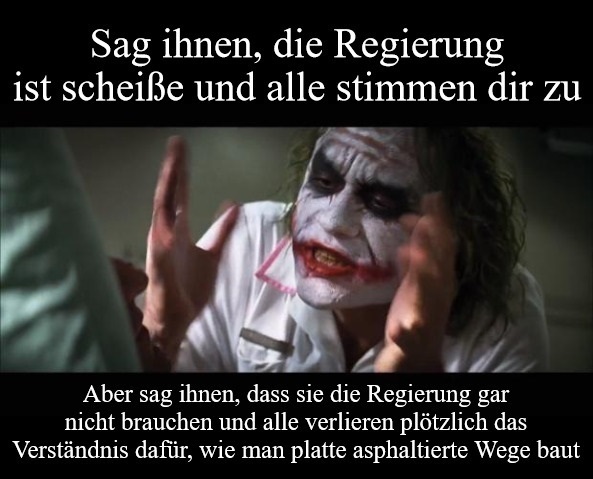 Sag ihnen, die Regierung
ist scheiße und alle stimmen dir zu
Aber sag ihnen, dass sie die Regierung gar
nicht brauchen und alle verlieren plötzlich das
Verständnis dafür, wie man platte asphaltierte Wege baut